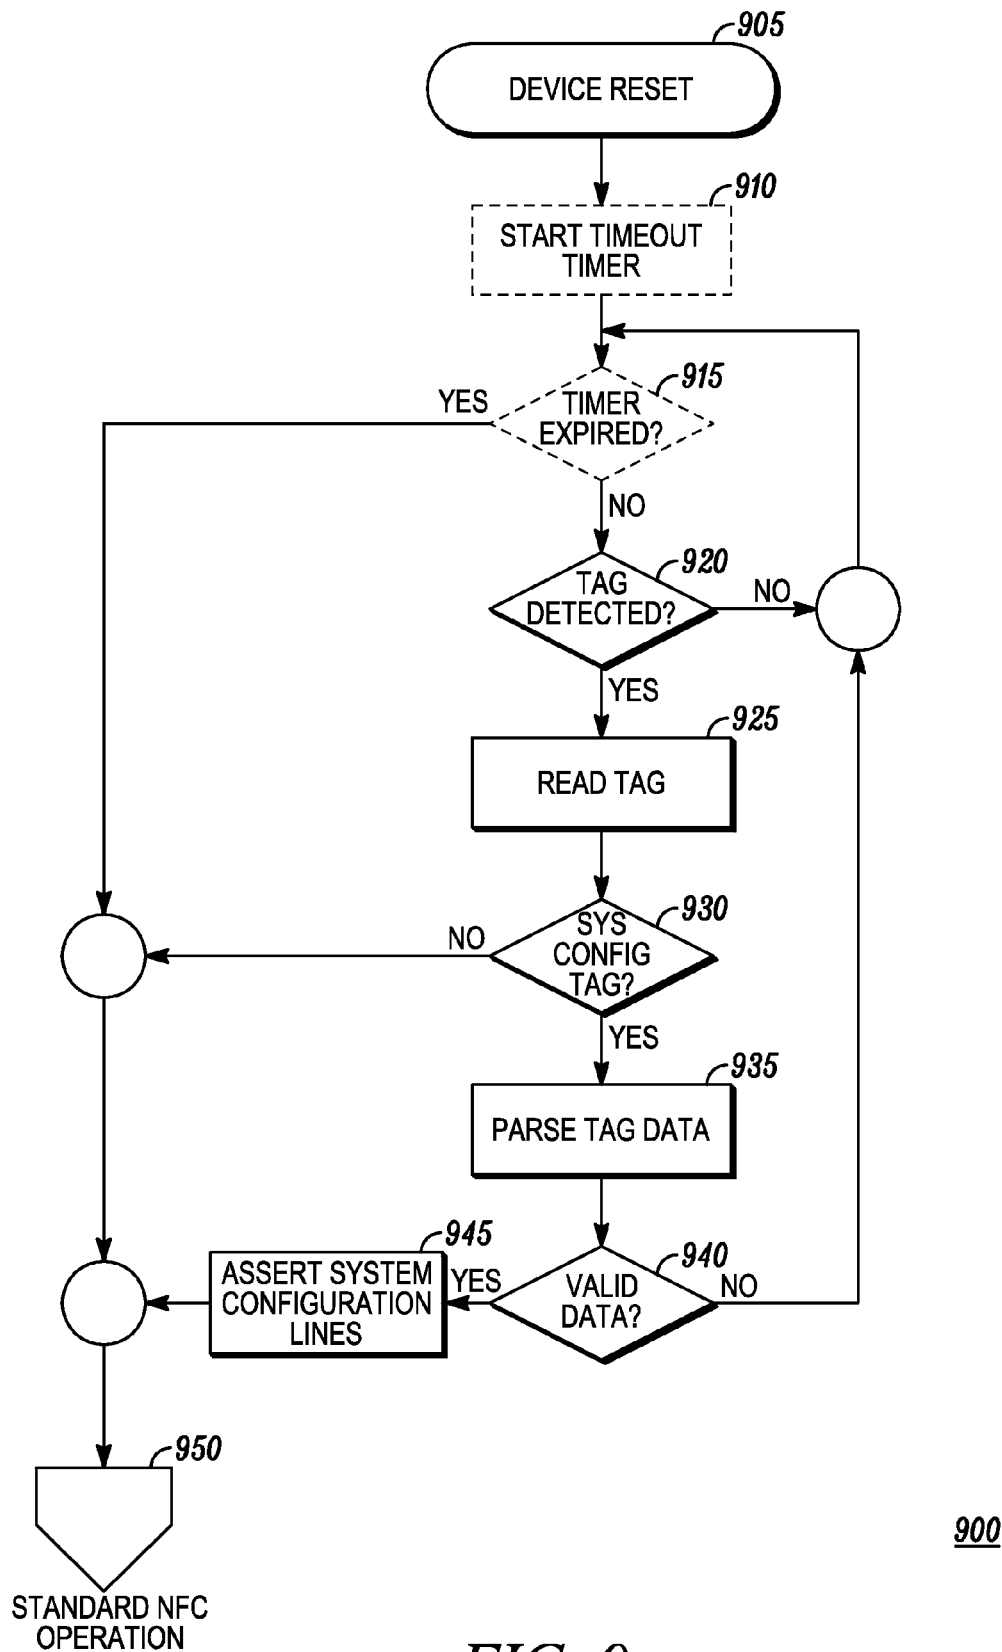 905
DEVICE RESET
910
START TIMEOUT
TIMER
915
YES
TIMER
EXPIRED?
NO
920
TAG
DETECTED?
NO
YES
925
READ TAG
930
NO
SYS
CONFIG
TAG?
YES
935
PARSE TAG DATA
945
ASSERT SYSTEM
CONFIGURATION
LINES
YES
940
VALID
DATA?
NO
950
STANDARD NFC
OPERATION
900
FIG. 9